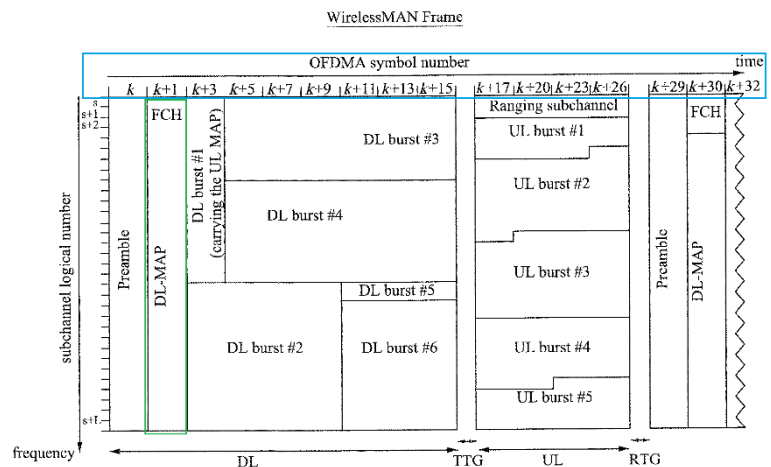 WirelessMAN Frame
OFDMA symbol number
time
k k+1 k+3 k+5 k+7 k+9 k+11 k+13 k+15 k+17 k+20 k+23 k+26 k+29 k+30 k+32
s
s+1
s+2
s+L
subchannel logical number
frequency
Preamble
FCH
DL-MAP
DL burst #1
(carrying the UL MAP)
DL burst #3
DL burst #4
DL burst #5
DL burst #2
DL burst #6
Ranging subchannel
UL burst #1
UL burst #2
UL burst #3
UL burst #4
UL burst #5
Preamble
FCH
DL-MAP
DL
TTG
UL
RTG